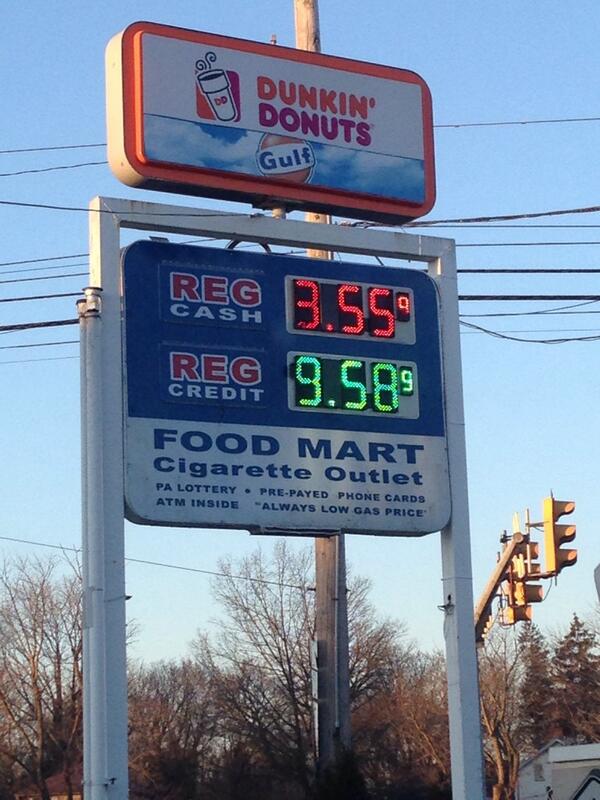 DUNKIN'
DONUTS
DD
Gulf
REG
CASH
3.55 9
REG
CREDIT
9.58 9
FOOD MART
Cigarette Outlet
PA LOTTERY • PRE-PAYED PHONE CARDS
ATM INSIDE "ALWAYS LOW GAS PRICE"